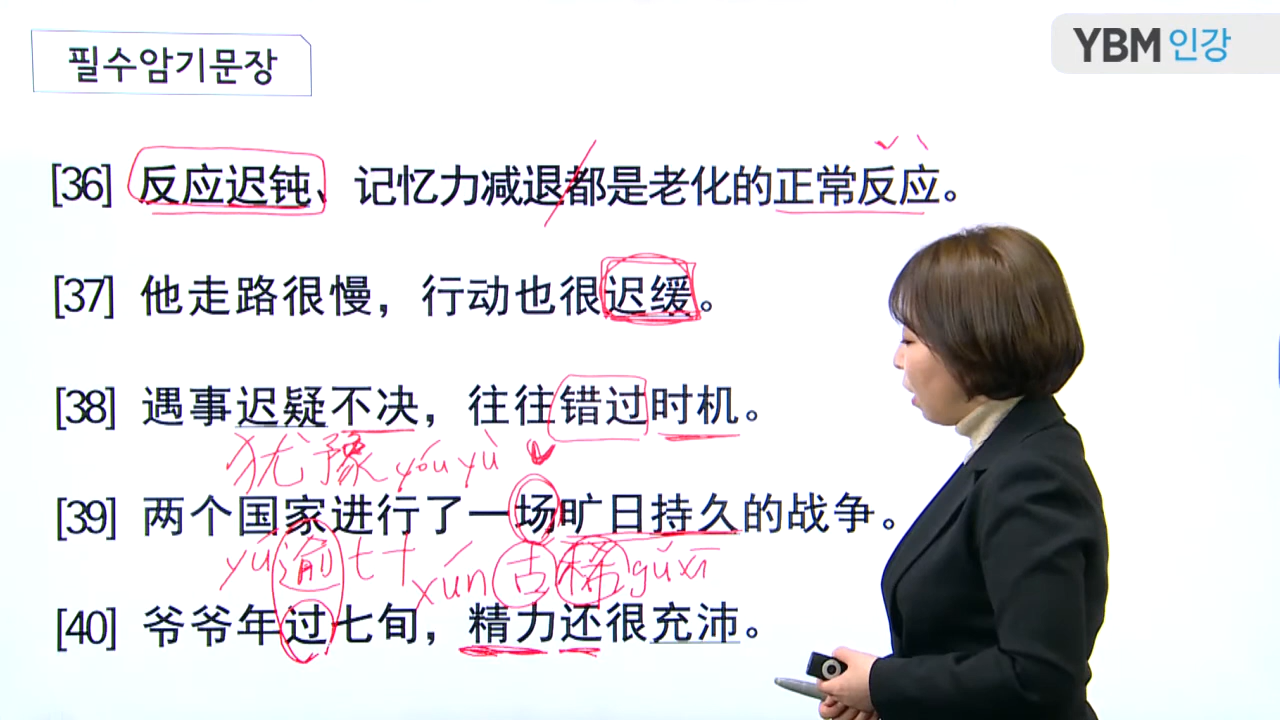 필수암기문장
YBM 인강
[36] 反应迟钝、记忆力减退都是老化的正常反应。
[37] 他走路很慢，行动也很迟缓。
[38] 遇事迟疑不决，往往错过时机。
犹豫 yóu yù
[39] 两个国家进行了一场旷日持久的战争。
yú 逾七十 xún 古稀 gǔ xī
[40] 爷爷年过七旬，精力还很充沛。